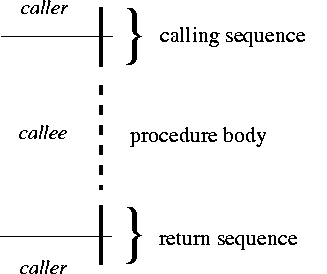 caller
calling sequence
callee
procedure body
return sequence
caller